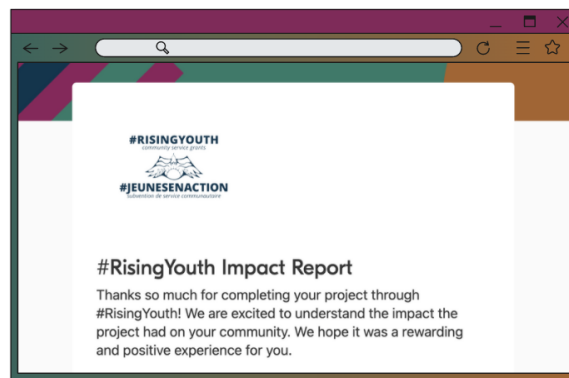 #RISINGYOUTH
community service grants
#JEUNESENACTION
subvention de service communautaire
#RisingYouth Impact Report
Thanks so much for completing your project through
#RisingYouth! We are excited to understand the impact the
project had on your community. We hope it was a rewarding
and positive experience for you.